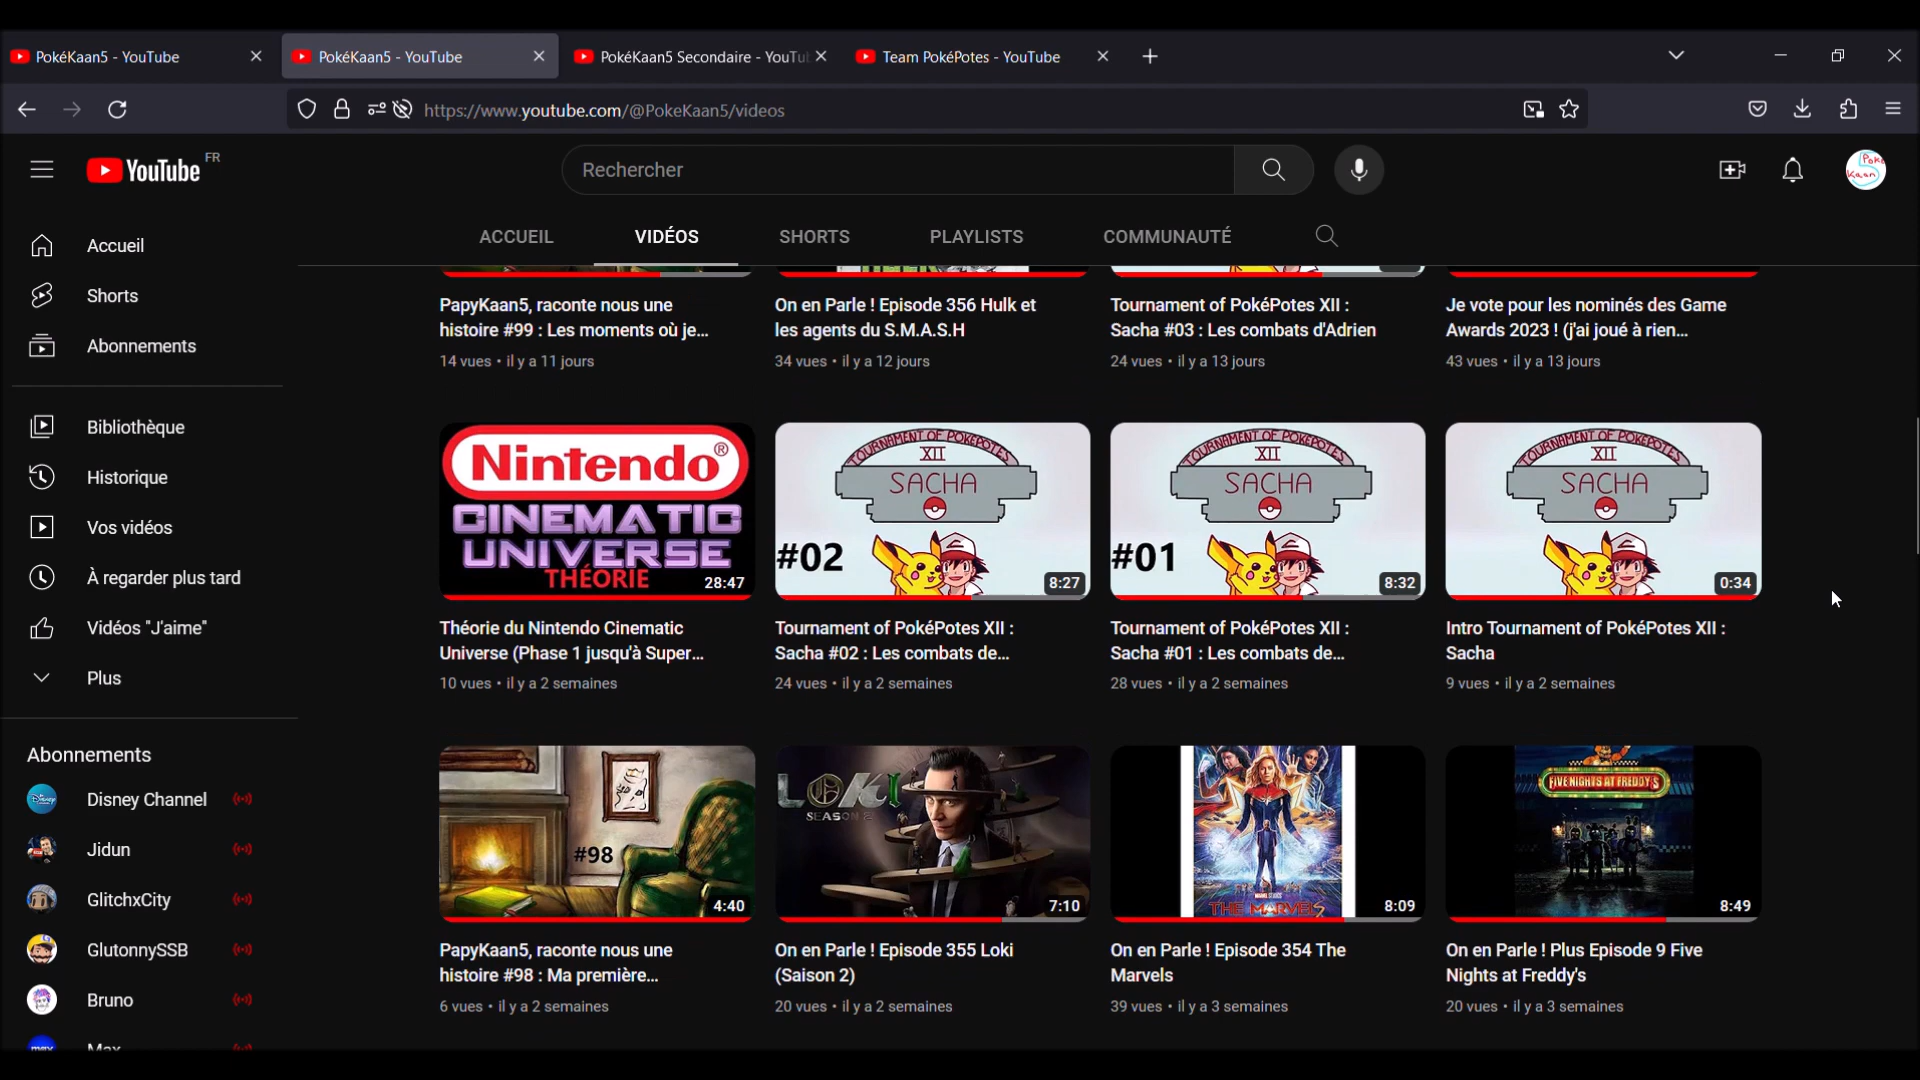 PokéKaan5 - YouTube
PokéKaan5 - YouTube
PokéKaan5 Secondaire - YouTu
Team PokéPotes - YouTube
https://www.youtube.com/@PokeKaan5/videos
YouTube FR
Rechercher
Poké
Kaan
ACCUEIL
VIDÉOS
SHORTS
PLAYLISTS
COMMUNAUTÉ
Accueil
Shorts
Abonnements
Bibliothèque
Historique
Vos vidéos
À regarder plus tard
Vidéos "J'aime"
Plus
Abonnements
Disney Channel
Jidun
GlitchxCity
GlutonnySSB
Bruno
Max
PapyKaan5, raconte nous une
histoire #99 : Les moments où je...
14 vues • il y a 11 jours
On en Parle ! Episode 356 Hulk et
les agents du S.M.A.S.H
34 vues • il y a 12 jours
Tournament of PokéPotes XII :
Sacha #03 : Les combats d'Adrien
24 vues • il y a 13 jours
Je vote pour les nominés des Game
Awards 2023 ! (j'ai joué à rien...
43 vues • il y a 13 jours
Nintendo®
CINEMATIC
UNIVERSE
THÉORIE
28:47
Théorie du Nintendo Cinematic
Universe (Phase 1 jusqu'à Super...
10 vues • il y a 2 semaines
TOURNAMENT OF POKEPOTES
XII
SACHA
#02
8:27
Tournament of PokéPotes XII :
Sacha #02 : Les combats de...
24 vues • il y a 2 semaines
TOURNAMENT OF POKEPOTES
XII
SACHA
#01
8:32
Tournament of PokéPotes XII :
Sacha #01 : Les combats de...
28 vues • il y a 2 semaines
TOURNAMENT OF POKEPOTES
XII
SACHA
0:34
Intro Tournament of PokéPotes XII :
Sacha
9 vues • il y a 2 semaines
#98
4:40
PapyKaan5, raconte nous une
histoire #98 : Ma première...
6 vues • il y a 2 semaines
LOKI
SEASON 2
7:10
On en Parle ! Episode 355 Loki
(Saison 2)
20 vues • il y a 2 semaines
THE MARVELS
8:09
On en Parle ! Episode 354 The
Marvels
39 vues • il y a 3 semaines
FIVE NIGHTS AT FREDDY'S
8:49
On en Parle ! Plus Episode 9 Five
Nights at Freddy's
20 vues • il y a 3 semaines